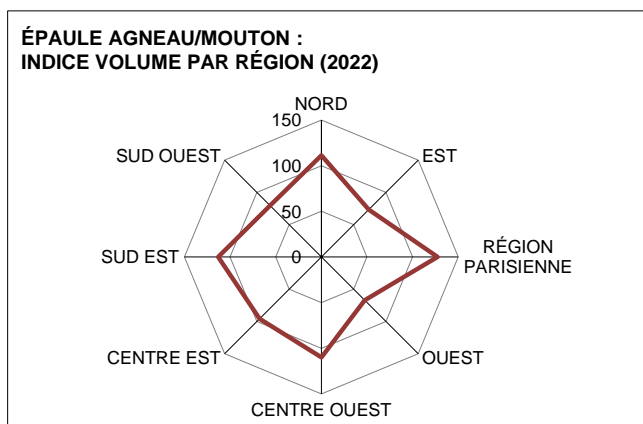 ÉPAULE AGNEAU/MOUTON :
INDICE VOLUME PAR RÉGION (2022)
NORD
150
SUD OUEST
EST
100
50
SUD EST
0
RÉGION
PARISIENNE
CENTRE EST
OUEST
CENTRE OUEST